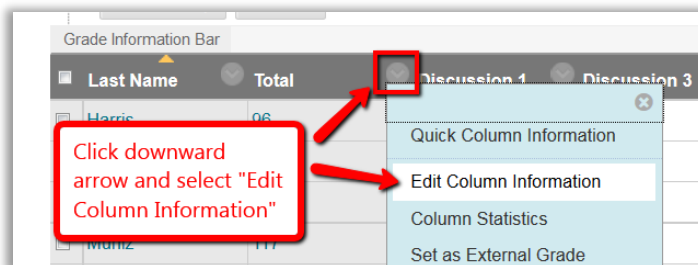 Grade Information Bar
Last Name Total Discussion 1 Discussion 3
Harris 96
Quick Column Information
Click downward
arrow and select "Edit
Column Information"
Edit Column Information
Column Statistics
Muniz 117
Set as External Grade